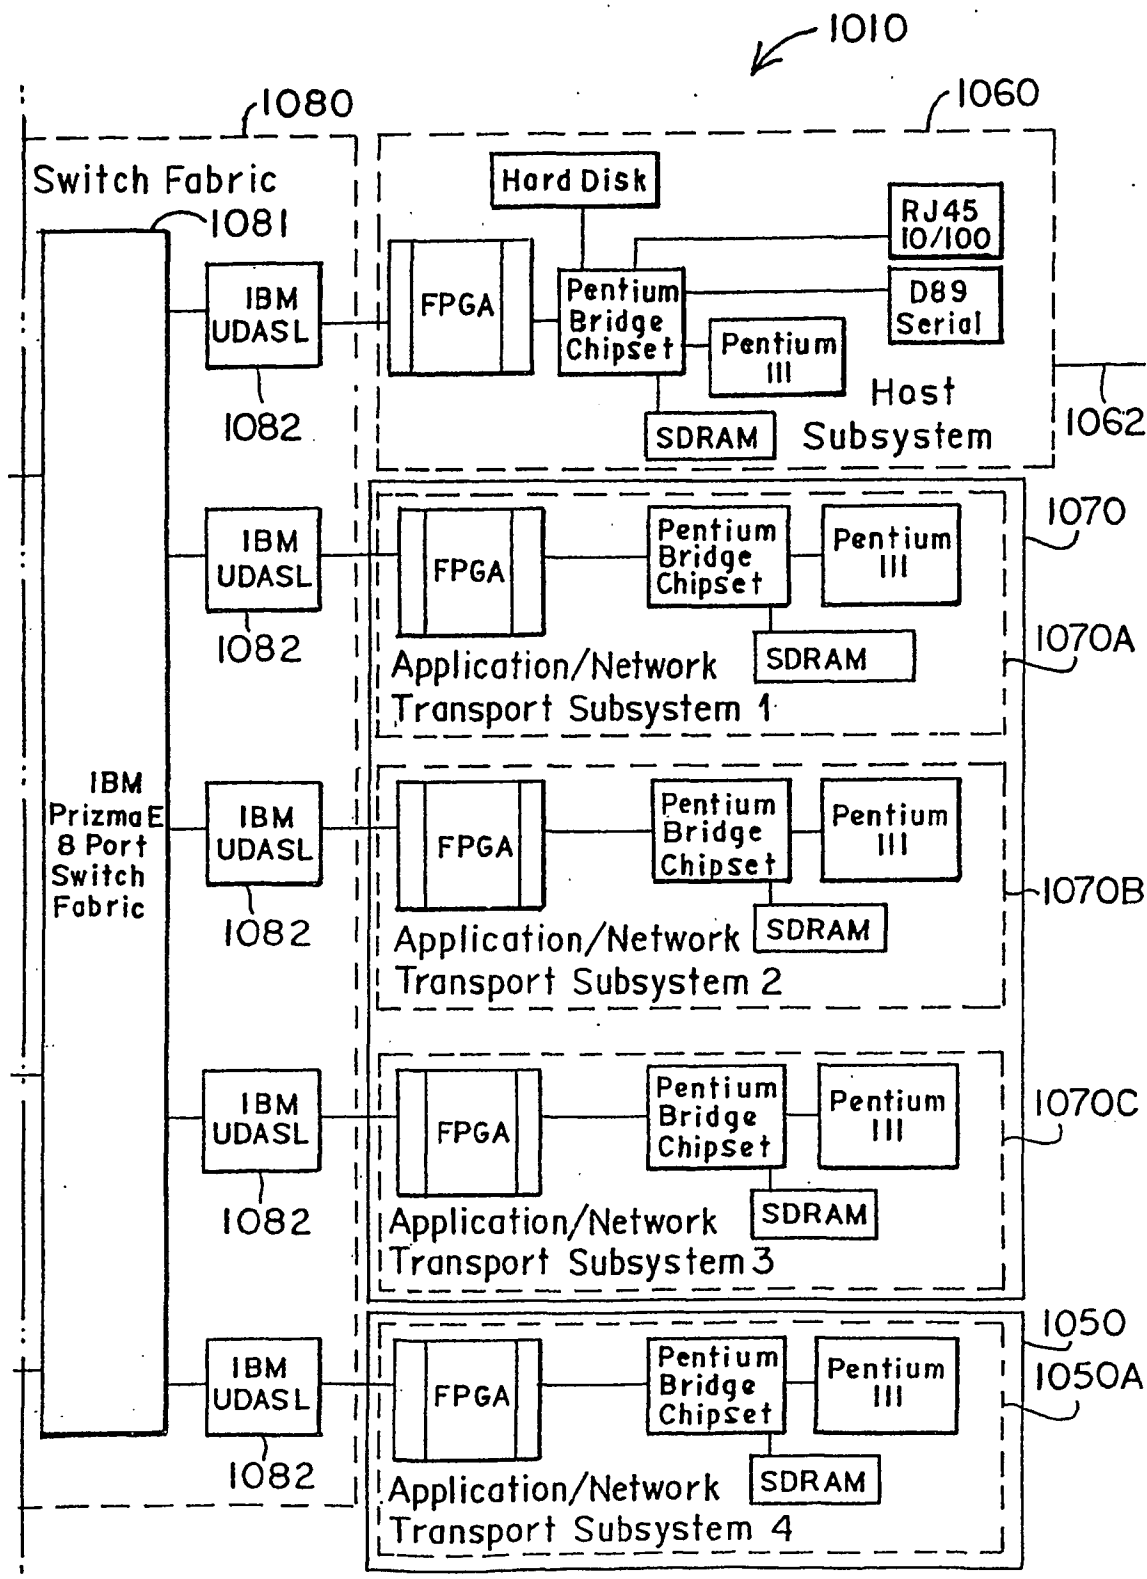 1010
1080
1060
Switch Fabric
1081
Hard Disk
RJ45
10/100
IBM
UDASL
FPGA
Pentium
Bridge
Chipset
D89
Serial
Pentium
III
1082
SDRAM
Host
Subsystem
1062
IBM
UDASL
FPGA
Pentium
Bridge
Chipset
Pentium
III
1070
1082
SDRAM
1070A
Application/Network
Transport Subsystem 1
IBM
PrizmaE
8 Port
Switch
Fabric
IBM
UDASL
FPGA
Pentium
Bridge
Chipset
Pentium
III
1070B
1082
SDRAM
Application/Network
Transport Subsystem 2
IBM
UDASL
FPGA
Pentium
Bridge
Chipset
Pentium
III
1070C
1082
SDRAM
Application/Network
Transport Subsystem 3
IBM
UDASL
FPGA
Pentium
Bridge
Chipset
Pentium
III
1050
1050A
1082
SDRAM
Application/Network
Transport Subsystem 4